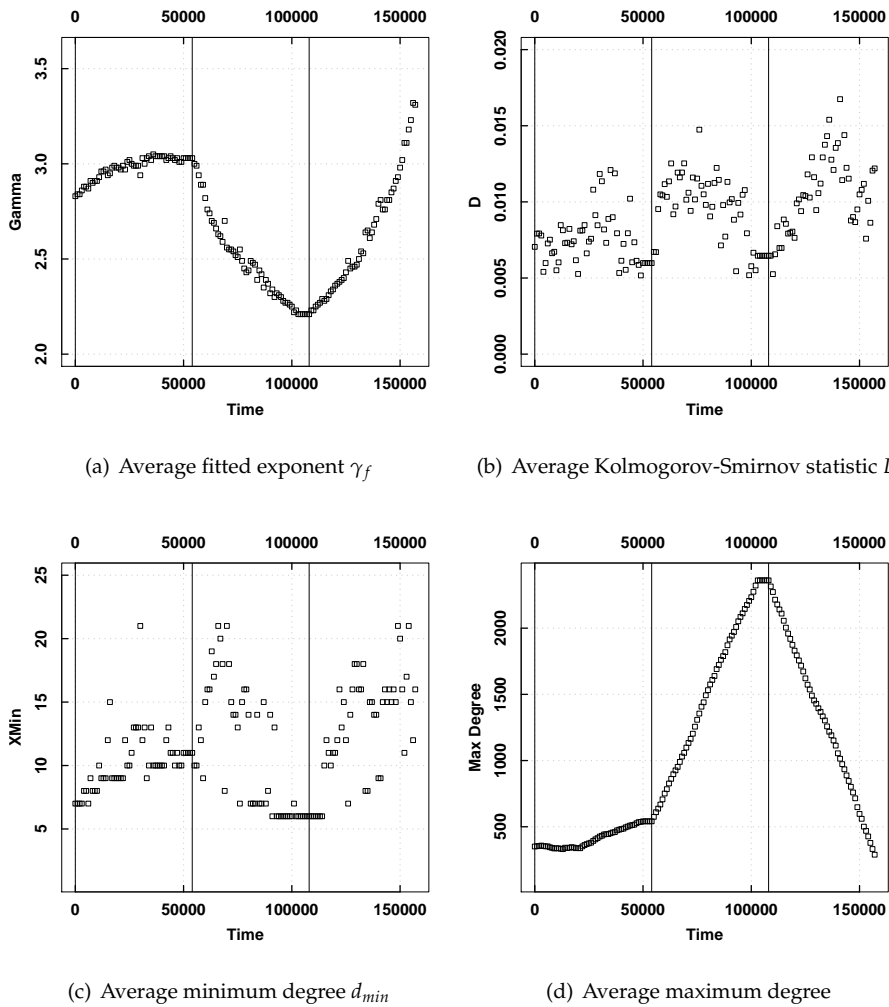 0 50000 100000 150000
3.5
3.0
2.5
2.0
Gamma
0 50000 100000 150000
Time
(a) Average fitted exponent γf
0 50000 100000 150000
0.020
0.015
0.010
0.005
0.000
D
0 50000 100000 150000
Time
(b) Average Kolmogorov-Smirnov statistic
0 50000 100000 150000
25
20
15
10
5
XMin
0 50000 100000 150000
Time
(c) Average minimum degree dmin
0 50000 100000 150000
2000
1500
1000
500
Max Degree
0 50000 100000 150000
Time
(d) Average maximum degree